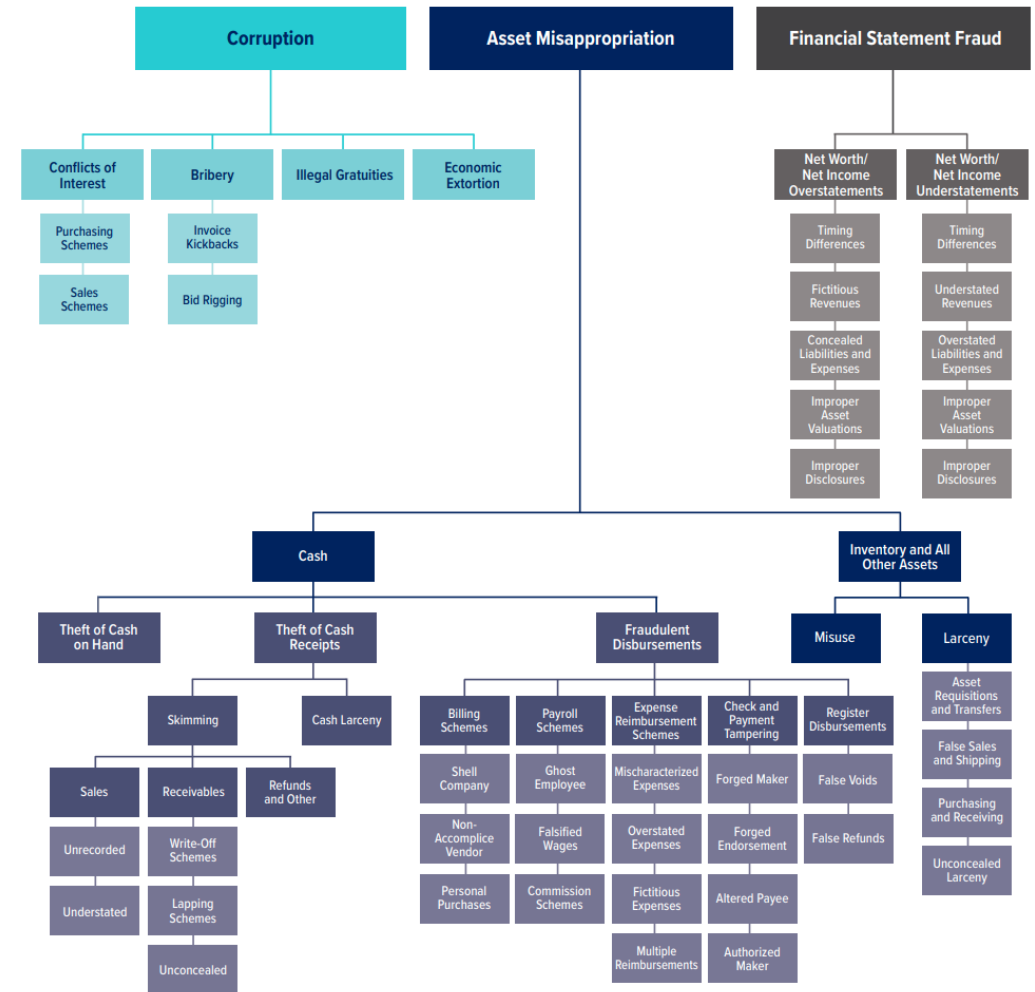 Corruption
Asset Misappropriation
Financial Statement Fraud
Conflicts of
Interest
Bribery
Illegal Gratuities
Economic
Extortion
Purchasing
Schemes
Sales
Schemes
Invoice
Kickbacks
Bid Rigging
Net Worth/
Net Income
Overstatements
Net Worth/
Net Income
Understatements
Timing
Differences
Fictitious
Revenues
Concealed
Liabilities and
Expenses
Improper
Asset
Valuations
Improper
Disclosures
Timing
Differences
Understated
Revenues
Overstated
Liabilities and
Expenses
Improper
Asset
Valuations
Improper
Disclosures
Cash
Inventory and All
Other Assets
Theft of Cash
on Hand
Theft of Cash
Receipts
Fraudulent
Disbursements
Misuse
Larceny
Skimming
Cash Larceny
Sales
Receivables
Refunds
and Other
Unrecorded
Understated
Write-Off
Schemes
Lapping
Schemes
Unconcealed
Billing
Schemes
Shell
Company
Non-
Accomplice
Vendor
Personal
Purchases
Payroll
Schemes
Ghost
Employee
Falsified
Wages
Commission
Schemes
Expense
Reimbursement
Schemes
Mischaracterized
Expenses
Overstated
Expenses
Fictitious
Expenses
Multiple
Reimbursements
Check and
Payment
Tampering
Forged Maker
Forged
Endorsement
Altered Payee
Authorized
Maker
Register
Disbursements
False Voids
False Refunds
Asset
Requisitions
and Transfers
False Sales
and Shipping
Purchasing
and Receiving
Unconcealed
Larceny